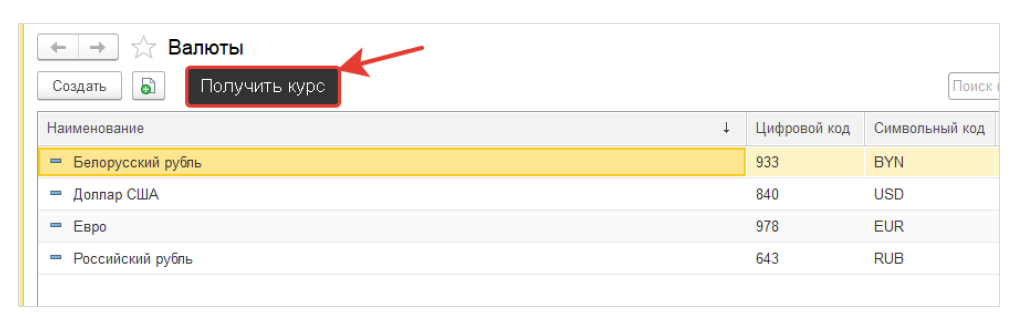 Валюты
Создать Получить курс Поиск
Наименование ↓ Цифровой код Символьный код
Белорусский рубль 933 BYN
Доллар США 840 USD
Евро 978 EUR
Российский рубль 643 RUB